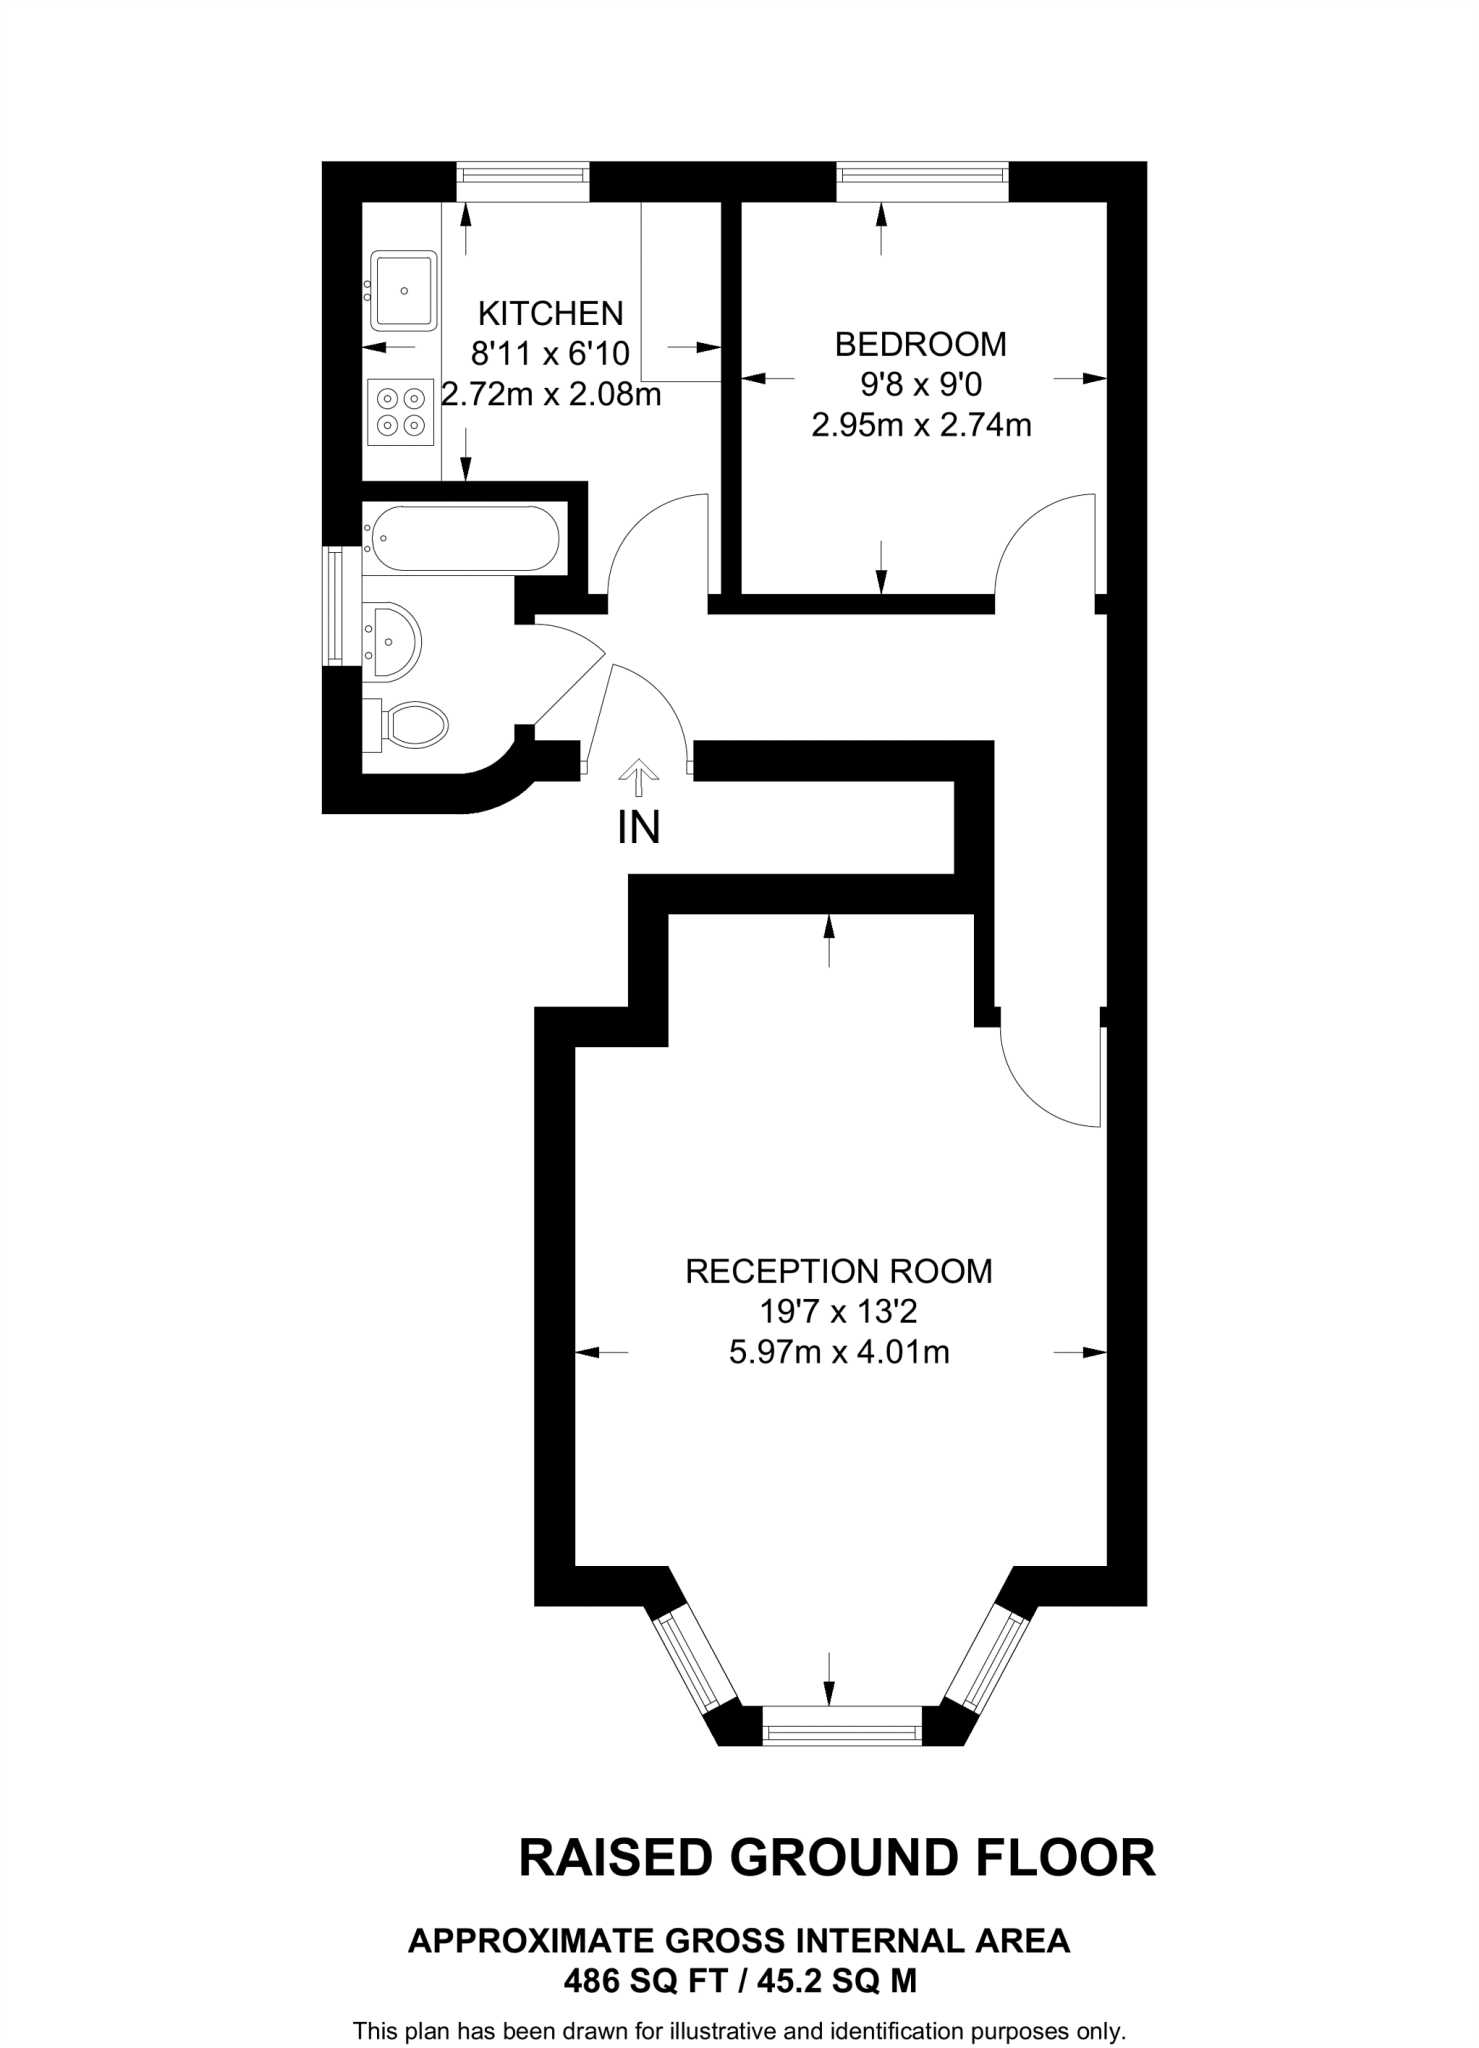 KITCHEN
8'11 x 6'10
2.72m x 2.08m
BEDROOM
9'8 x 9'0
2.95m x 2.74m
IN
RECEPTION ROOM
19'7 x 13'2
5.97m x 4.01m
RAISED GROUND FLOOR
APPROXIMATE GROSS INTERNAL AREA
486 SQ FT / 45.2 SQ M
This plan has been drawn for illustrative and identification purposes only.